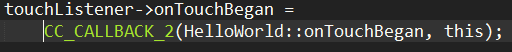 touchListener->onTouchBegan =
CC_CALLBACK_2(HelloWorld::onTouchBegan, this);